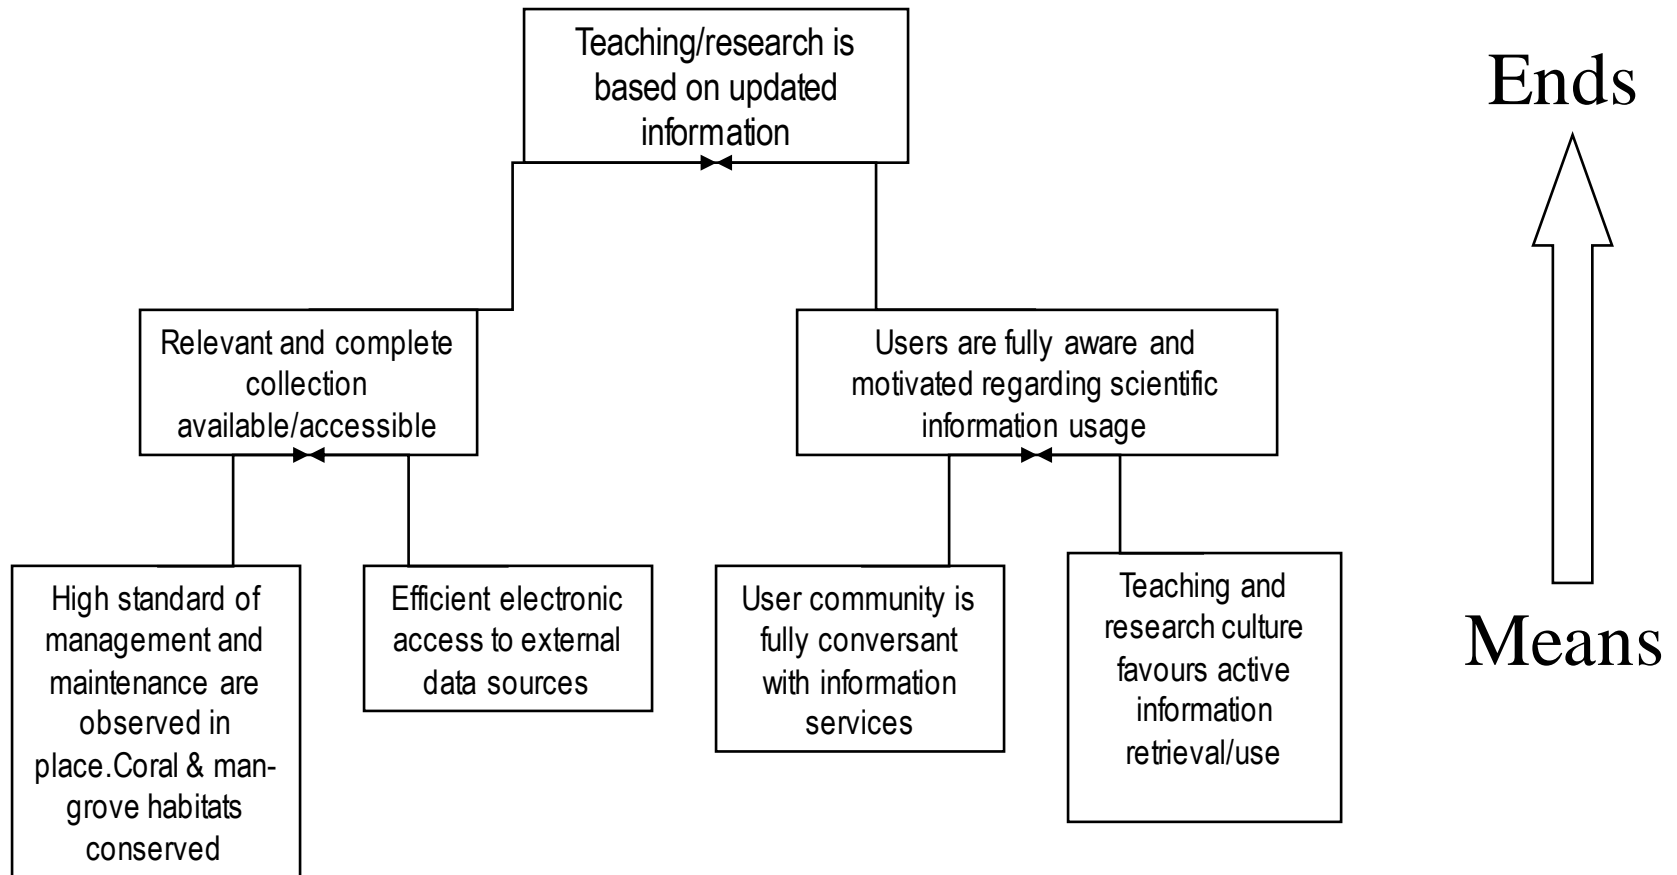 Teaching/research is
based on updated
information
Ends
Relevant and complete
collection
available/accessible
Users are fully aware and
motivated regarding scientific
information usage
High standard of
management and
maintenance are
observed in
place.Coral & man-
grove habitats
conserved
Efficient electronic
access to external
data sources
User community is
fully conversant
with information
services
Teaching and
research culture
favours active
information
retrieval/use
Means